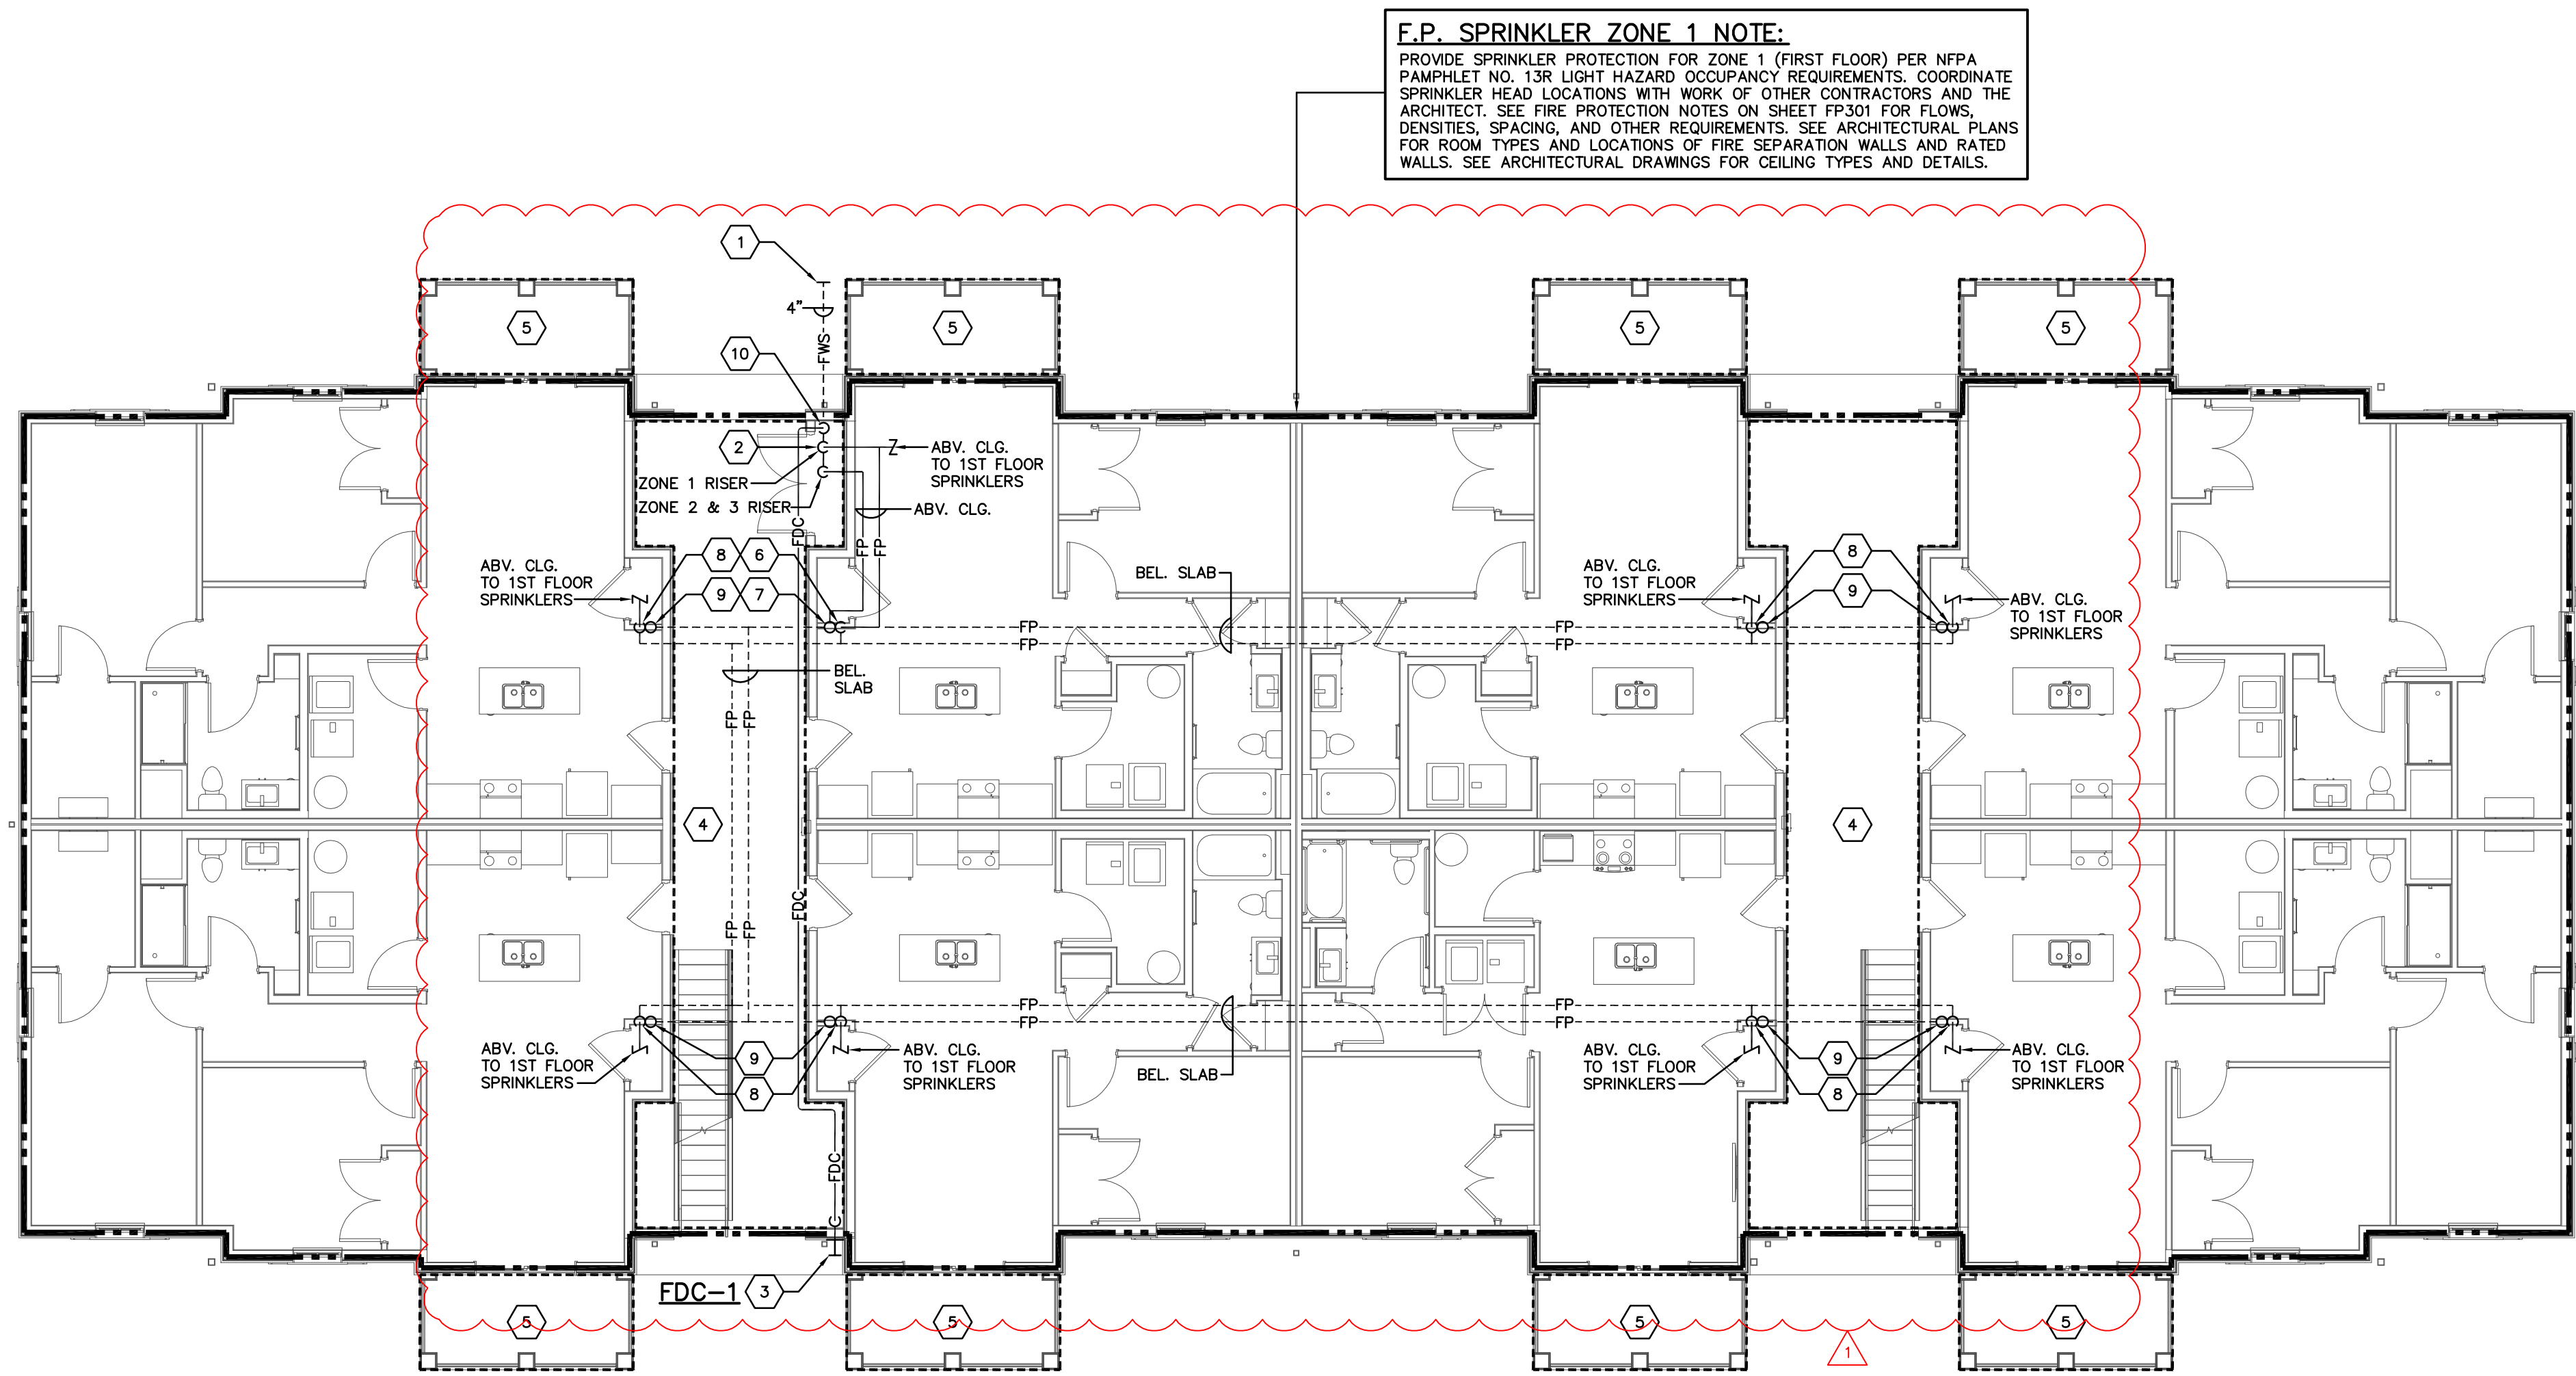 F.P. SPRINKLER ZONE 1 NOTE:
PROVIDE SPRINKLER PROTECTION FOR ZONE 1 (FIRST FLOOR) PER NFPA
PAMPHLET NO. 13R LIGHT HAZARD OCCUPANCY REQUIREMENTS. COORDINATE
SPRINKLER HEAD LOCATIONS WITH WORK OF OTHER CONTRACTORS AND THE
ARCHITECT. SEE FIRE PROTECTION NOTES ON SHEET FP301 FOR FLOWS,
DENSITIES, SPACING, AND OTHER REQUIREMENTS. SEE ARCHITECTURAL PLANS
FOR ROOM TYPES AND LOCATIONS OF FIRE SEPARATION WALLS AND RATED
WALLS. SEE ARCHITECTURAL DRAWINGS FOR CEILING TYPES AND DETAILS.
1
4"
5
5
5
5
FWS
10
2
ABV. CLG.
TO 1ST FLOOR
SPRINKLERS
ZONE 1 RISER
ZONE 2 & 3 RISER
ABV. CLG.
FDC
FP
FP
8
6
9
7
ABV. CLG.
TO 1ST FLOOR
SPRINKLERS
BEL. SLAB
ABV. CLG.
TO 1ST FLOOR
SPRINKLERS
8
9
ABV. CLG.
TO 1ST FLOOR
SPRINKLERS
FP
FP
FP
FP
BEL.
SLAB
FP
FP
4
4
FDC
FP
FP
FP
FP
FP
FP
ABV. CLG.
TO 1ST FLOOR
SPRINKLERS
9
8
ABV. CLG.
TO 1ST FLOOR
SPRINKLERS
BEL. SLAB
ABV. CLG.
TO 1ST FLOOR
SPRINKLERS
9
8
ABV. CLG.
TO 1ST FLOOR
SPRINKLERS
FDC
FDC-1
3
5
5
5
5
1